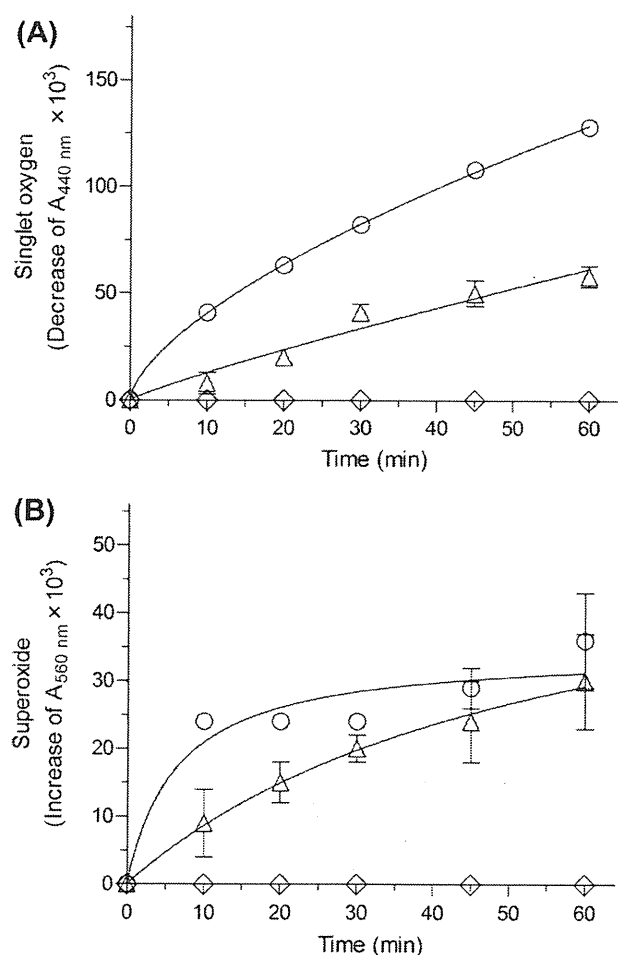 (A)
Singlet oxygen
(Decrease of A440 nm × 10³)
150
100
50
0
0 10 20 30 40 50 60
Time (min)
(B)
Superoxide
(Increase of A560 nm × 10³)
50
40
30
20
10
0
0 10 20 30 40 50 60
Time (min)